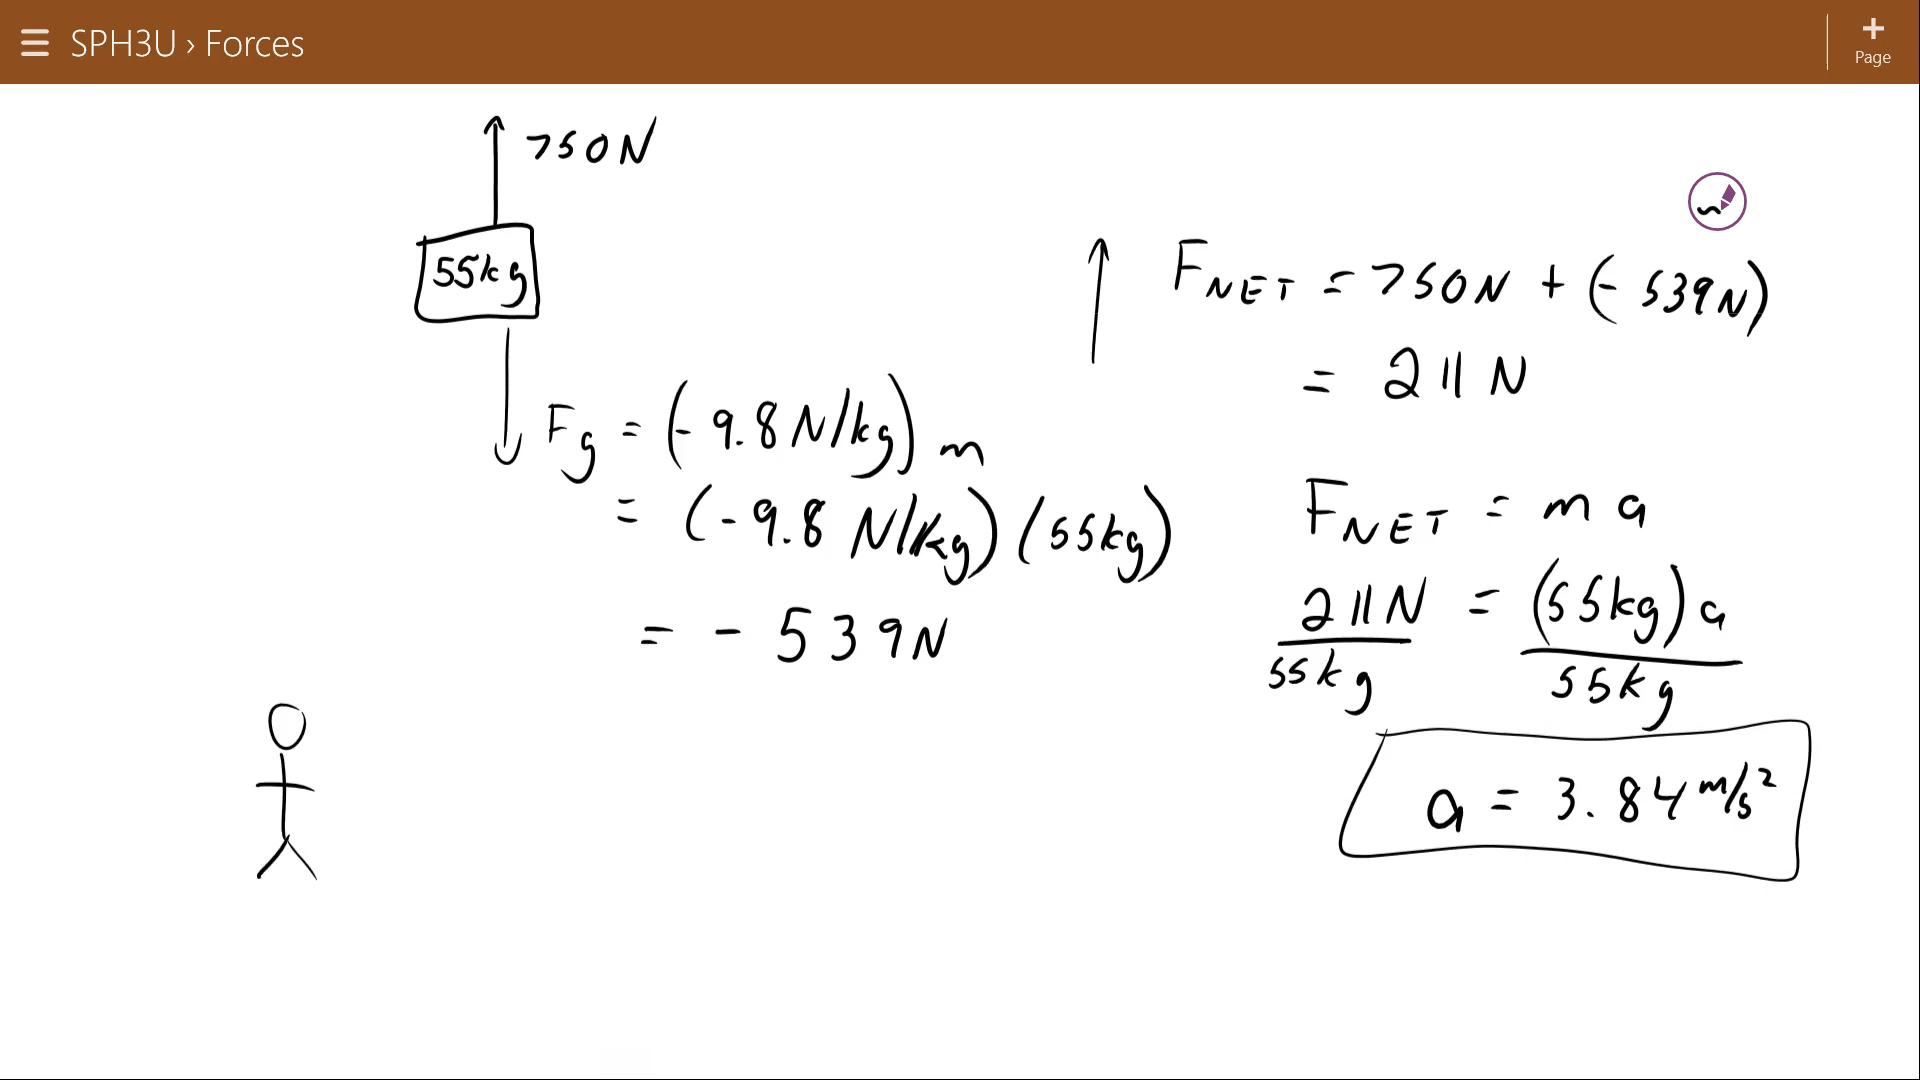 SPH3U › Forces
+
Page
750N
55kg
Fg = (-9.8 N/kg) m
= (-9.8 N/kg) (55kg)
= - 539N
FNET = 750N + (- 539N)
= 211 N
FNET = m a
211N = (55kg) a
55kg 55kg
a = 3.84 m/s²